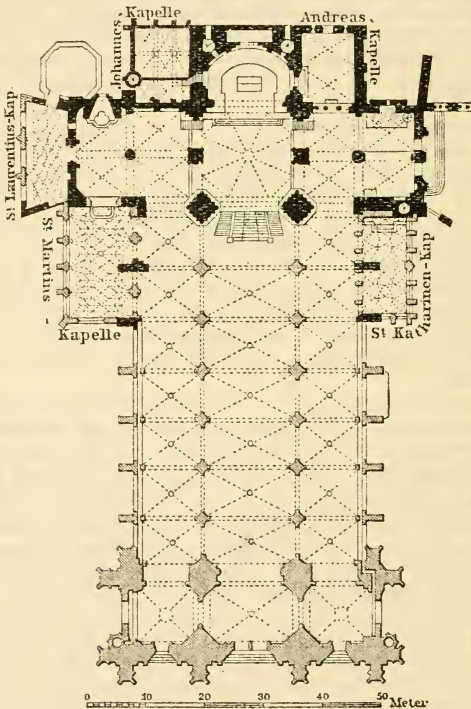 Johannes-Kapelle
Andreas-
Kapelle
St Laurentius-Kap.
St Martins-
Kapelle
St Katharinen-kap
0 10 20 30 40 50 Meter